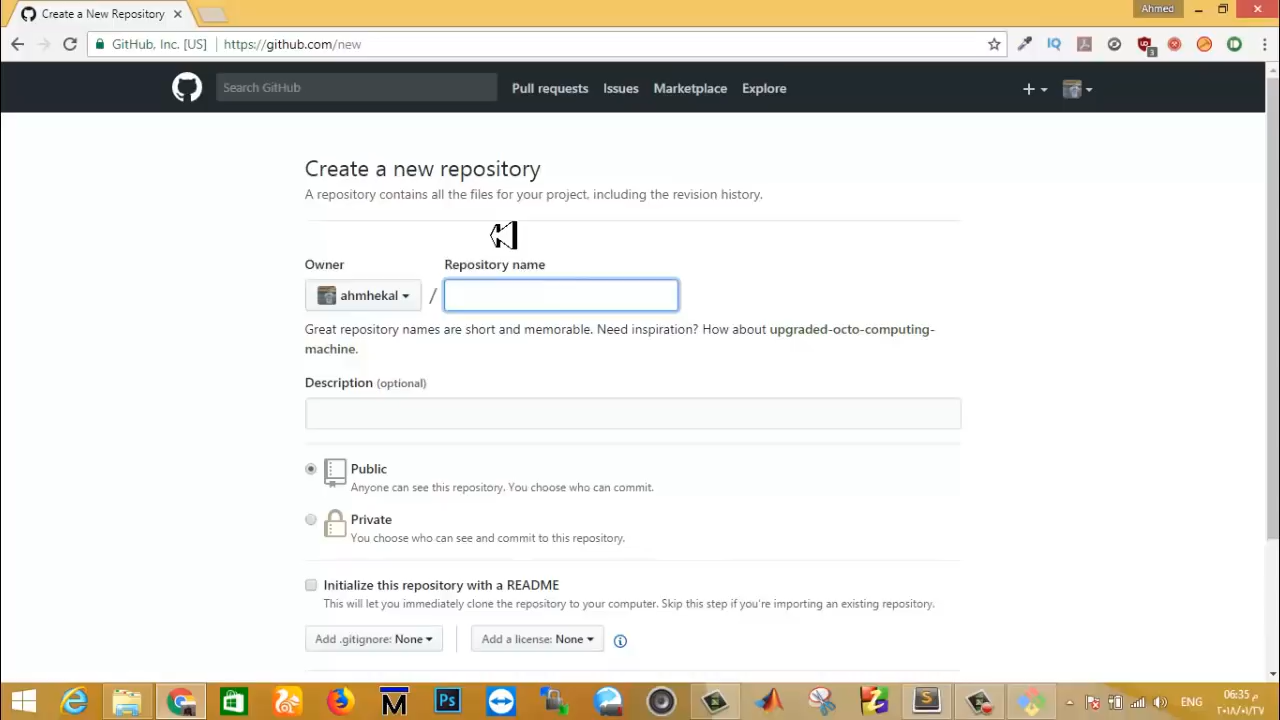 Create a New Repository
Ahmed
GitHub, Inc. [US] https://github.com/new
IQ
3
Search GitHub
Pull requests Issues Marketplace Explore
Create a new repository
A repository contains all the files for your project, including the revision history.
Owner
Repository name
ahmhekal /
Great repository names are short and memorable. Need inspiration? How about upgraded-octo-computing-
machine.
Description (optional)
Public
Anyone can see this repository. You choose who can commit.
Private
You choose who can see and commit to this repository.
Initialize this repository with a README
This will let you immediately clone the repository to your computer. Skip this step if you're importing an existing repository.
Add .gitignore: None
Add a license: None
M
Ps
S
ENG
06:35 م